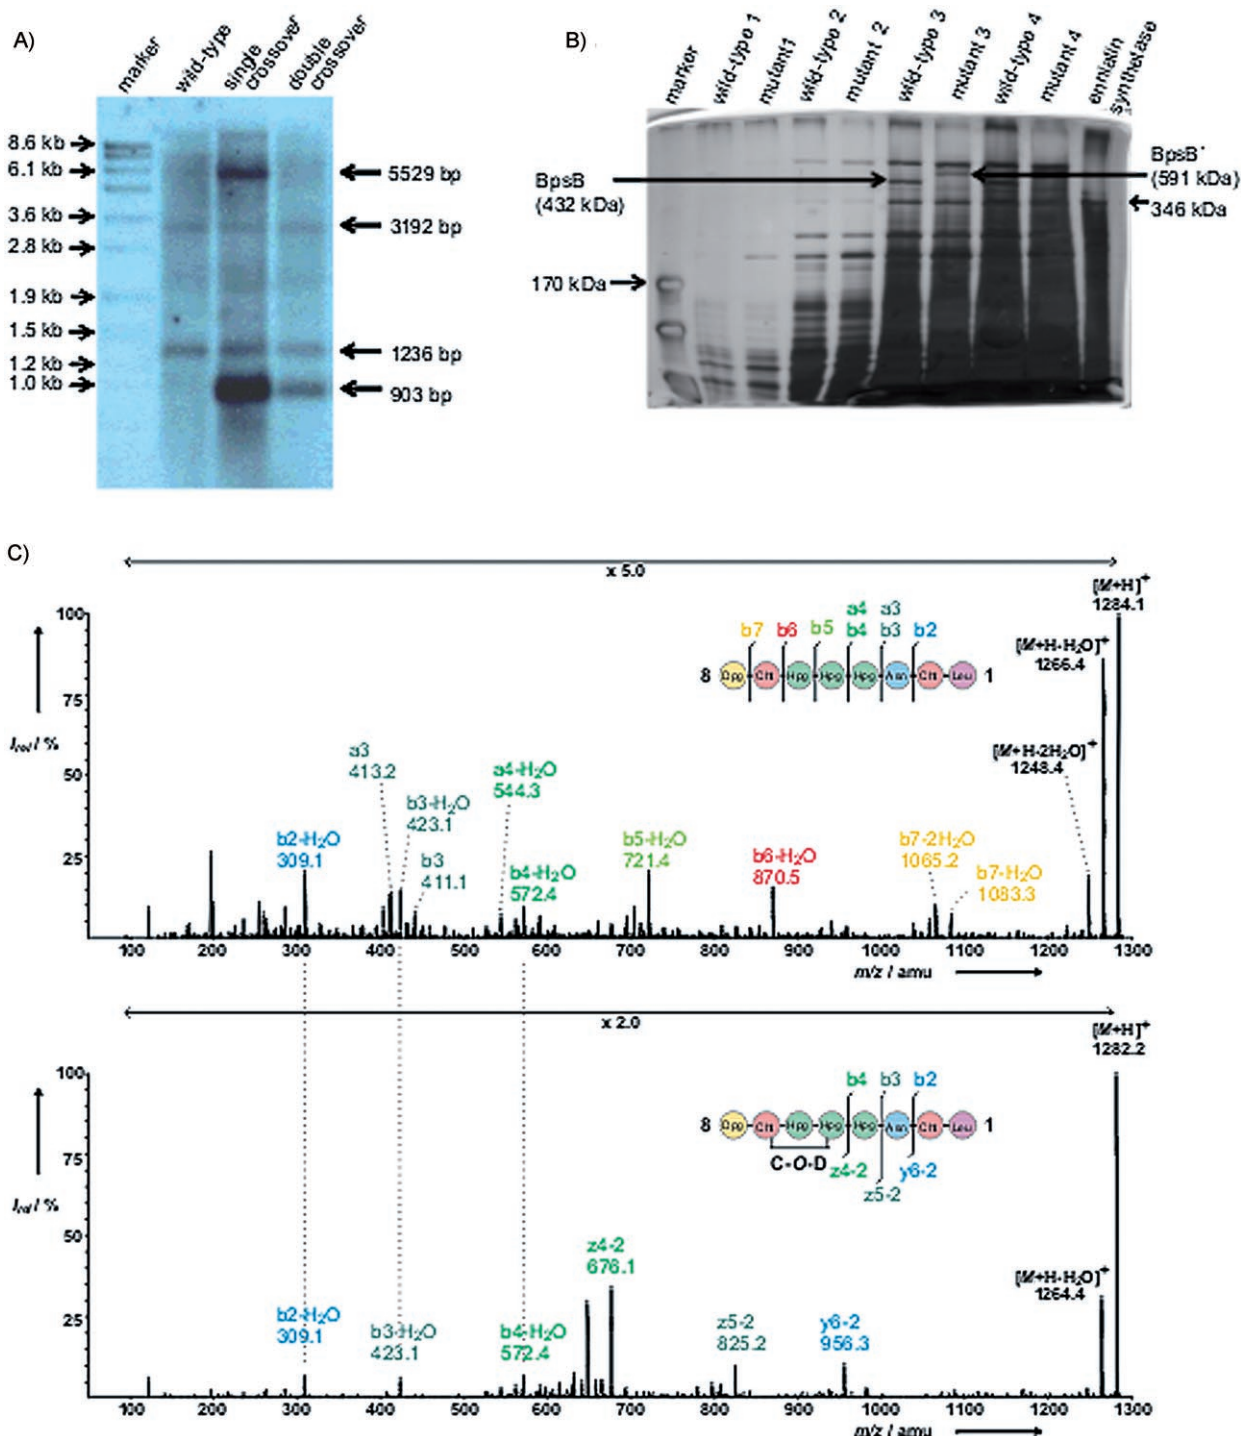 A)
marker
wild-type
single crossover
double crossover
8.6 kb
6.1 kb
3.6 kb
2.8 kb
1.9 kb
1.5 kb
1.2 kb
1.0 kb
5529 bp
3192 bp
1236 bp
903 bp
B)
marker
wild-typo 1
mutant1
wild-typo 2
mutant 2
wild-typo 3
mutant 3
wild-typo 4
mutant 4
enniatin synthetase
BpsB
(432 kDa)
170 kDa
BpsB*
(591 kDa)
346 kDa
C)
x 5.0
[M+H]+
1284.1
[M+H-H2O]+
1266.4
[M+H-2H2O]+
1248.4
a4 a3
b7 b6 b5 b4 b3 b2
8 Dpg Cht Hpg Hpg Hpg Asn Cht Leu 1
100
75
50
25
Irel / %
a3
413.2
b3-H2O
423.1
a4-H2O
544.3
b2-H2O
309.1
b3
411.1
b4-H2O
572.4
b5-H2O
721.4
b6-H2O
870.5
b7-2H2O
1065.2
b7-H2O
1083.3
100 200 300 400 500 600 700 800 900 1000 1100 1200 1300
m/z / amu
x 2.0
[M+H]+
1282.2
b4 b3 b2
8 Dpg Cht Hpg Hpg Hpg Asn Cht Leu 1
C-O-D
z4-2
y6-2
z5-2
100
75
50
25
Irel / %
z4-2
676.1
[M+H-H2O]+
1264.4
b2-H2O
309.1
b3-H2O
423.1
b4-H2O
572.4
z5-2
825.2
y6-2
956.3
100 200 300 400 500 600 700 800 900 1000 1100 1200 1300
m/z / amu